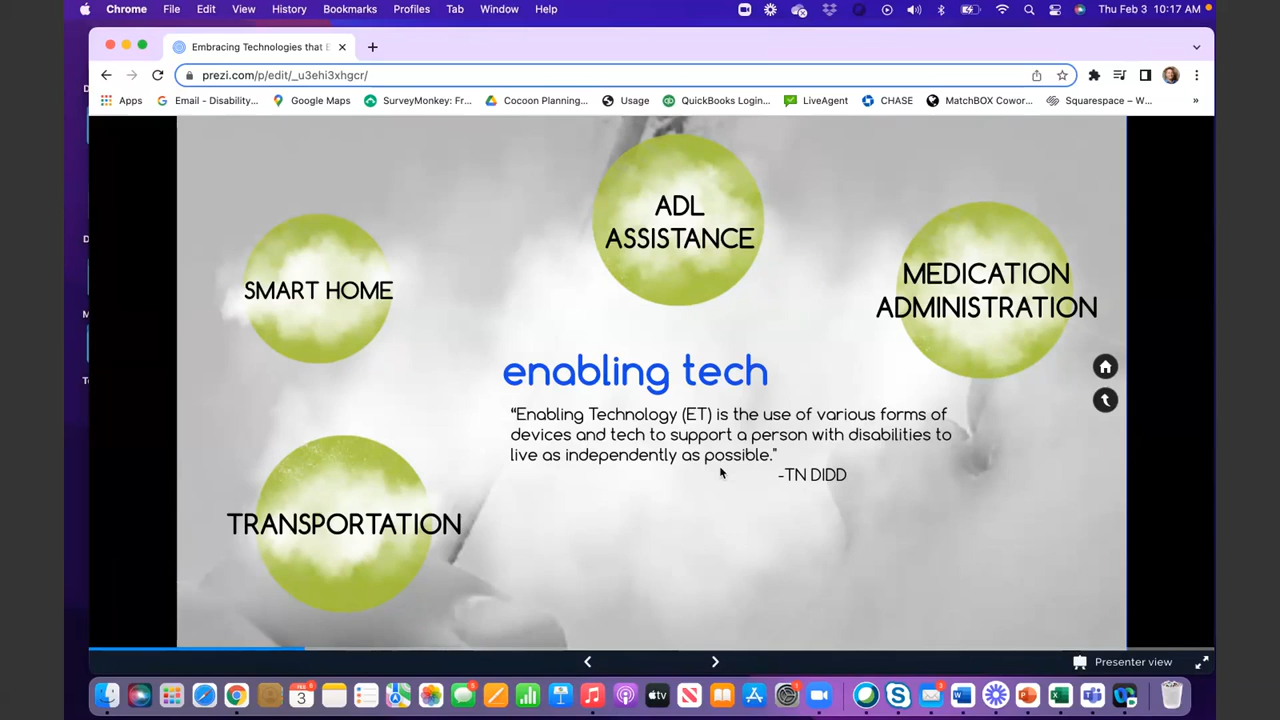 Chrome File Edit View History Bookmarks Profiles Tab Window Help Thu Feb 3 10:17 AM
Embracing Technologies that E
prezi.com/p/edit/_u3ehi3xhgcr/
Apps Email - Disability... Google Maps SurveyMonkey: Fr... Cocoon Planning... Usage QuickBooks Login... LiveAgent CHASE MatchBOX Cowor... Squarespace – W... »
ADL
ASSISTANCE
SMART HOME
MEDICATION
ADMINISTRATION
enabling tech
“Enabling Technology (ET) is the use of various forms of
devices and tech to support a person with disabilities to
live as independently as possible."
-TN DIDD
TRANSPORTATION
Presenter view